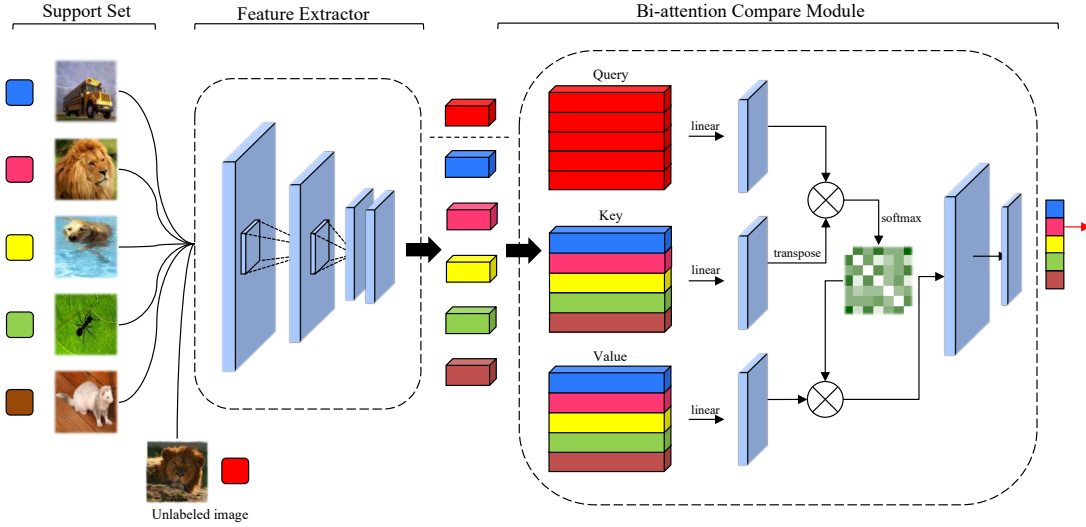 Support Set
Feature Extractor
Bi-attention Compare Module
Query
linear
softmax
Key
transpose
linear
Value
linear
Unlabeled image